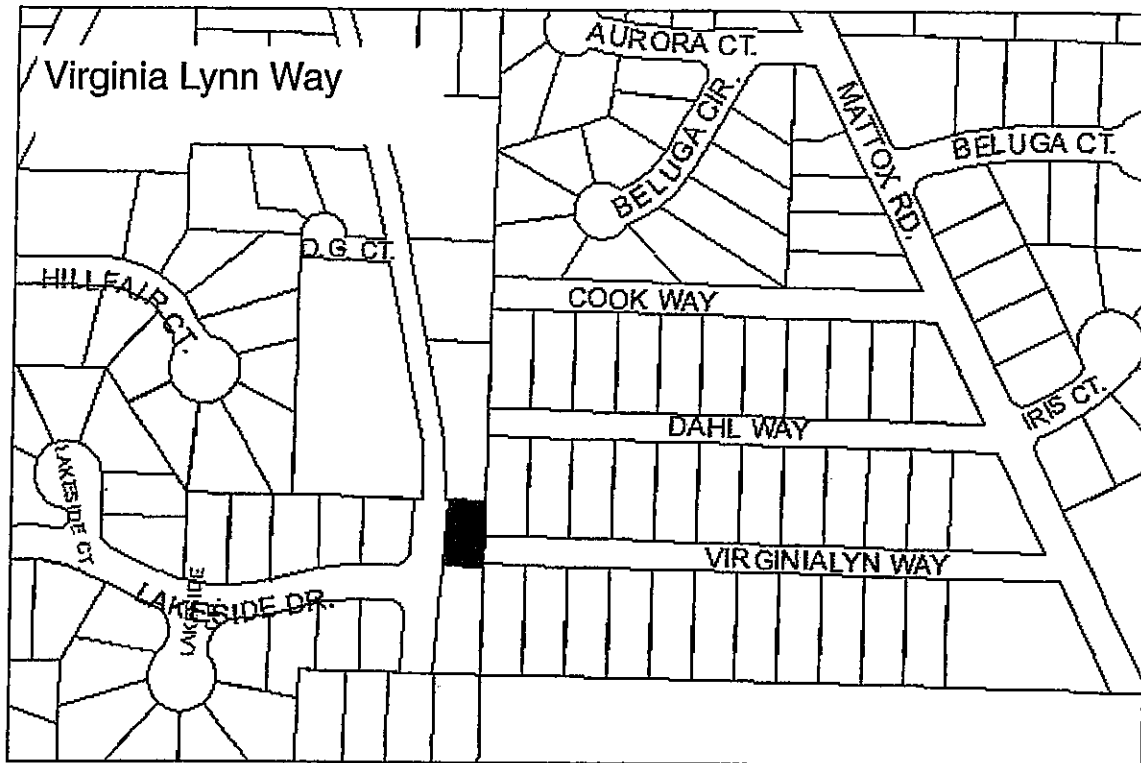 Virginia Lynn Way
AURORA CT.
MATTOX RD.
BELUGA CIR.
BELUGA CT.
D.G. CT.
HILLFAIR CT.
COOK WAY
IRIS CT.
DAHL WAY
LAKESIDE CT
VIRGINIALYN WAY
LAKESIDE DR.
LAKESIDE